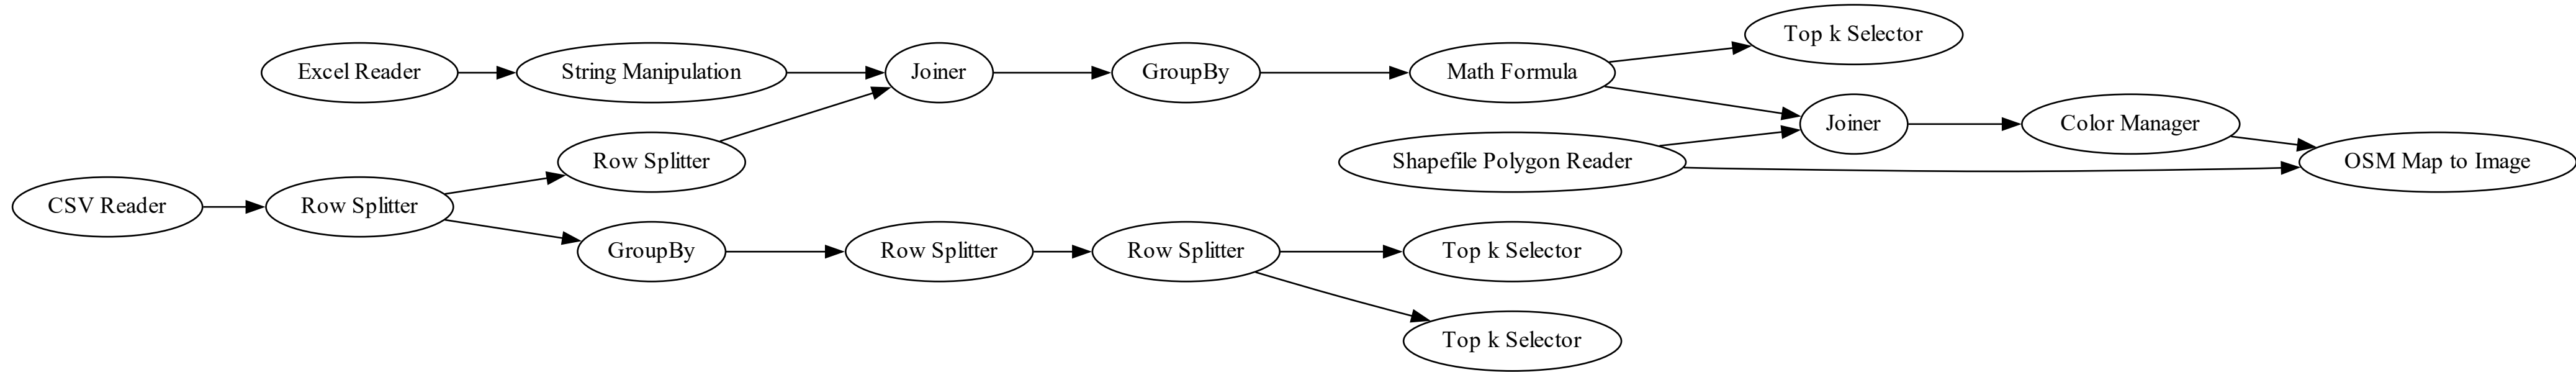 Top k Selector
Excel Reader
String Manipulation
Joiner
GroupBy
Math Formula
Joiner
Color Manager
Row Splitter
Shapefile Polygon Reader
OSM Map to Image
CSV Reader
Row Splitter
GroupBy
Row Splitter
Row Splitter
Top k Selector
Top k Selector